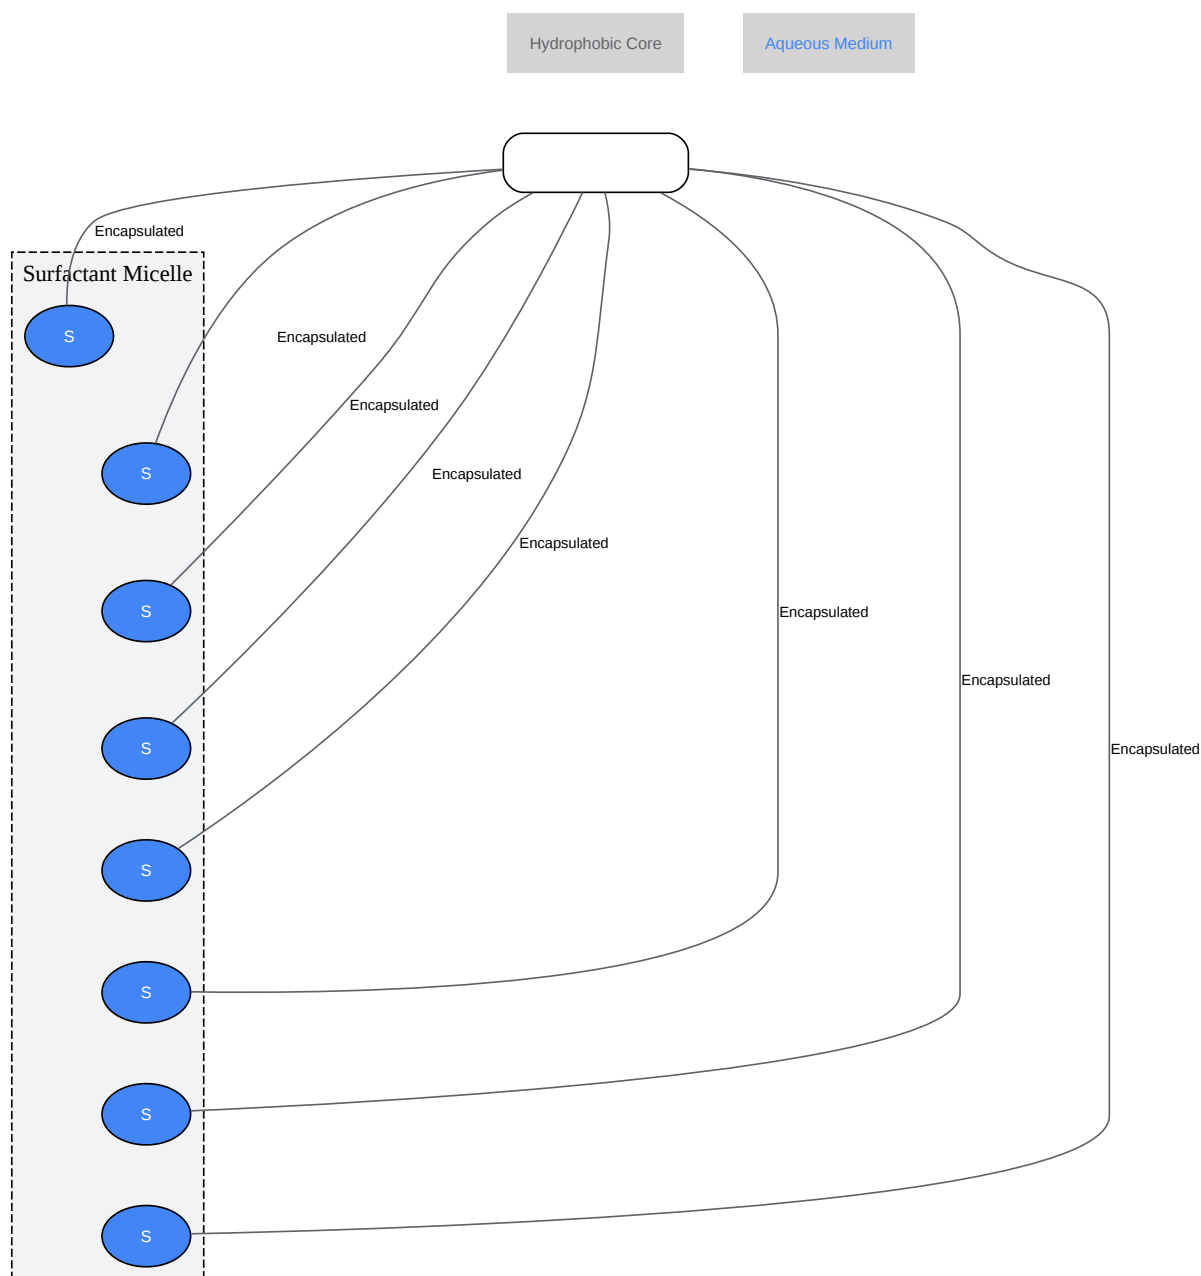 Hydrophobic Core
Aqueous Medium
Encapsulated
Surfactant Micelle
S
Encapsulated
Encapsulated
S
Encapsulated
Encapsulated
S
Encapsulated
Encapsulated
S
Encapsulated
S
S
S
S